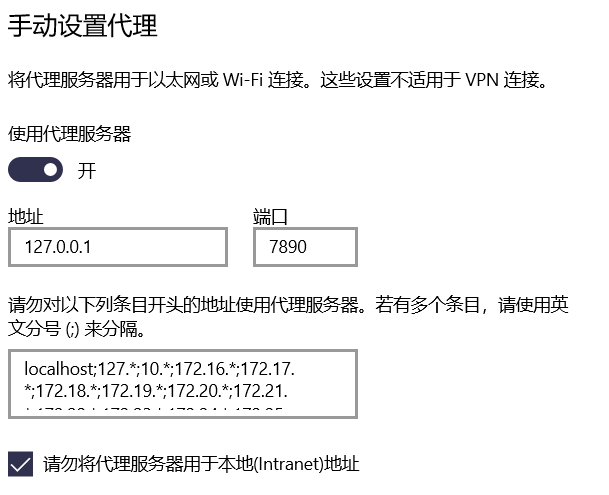 手动设置代理
将代理服务器用于以太网或 Wi-Fi 连接。这些设置不适用于 VPN 连接。
使用代理服务器
开
地址 端口
127.0.0.1 7890
请勿对以下列条目开头的地址使用代理服务器。若有多个条目，请使用英
文分号 (;) 来分隔。
localhost;127.*;10.*;172.16.*;172.17.
*;172.18.*;172.19.*;172.20.*;172.21.
请勿将代理服务器用于本地(Intranet)地址